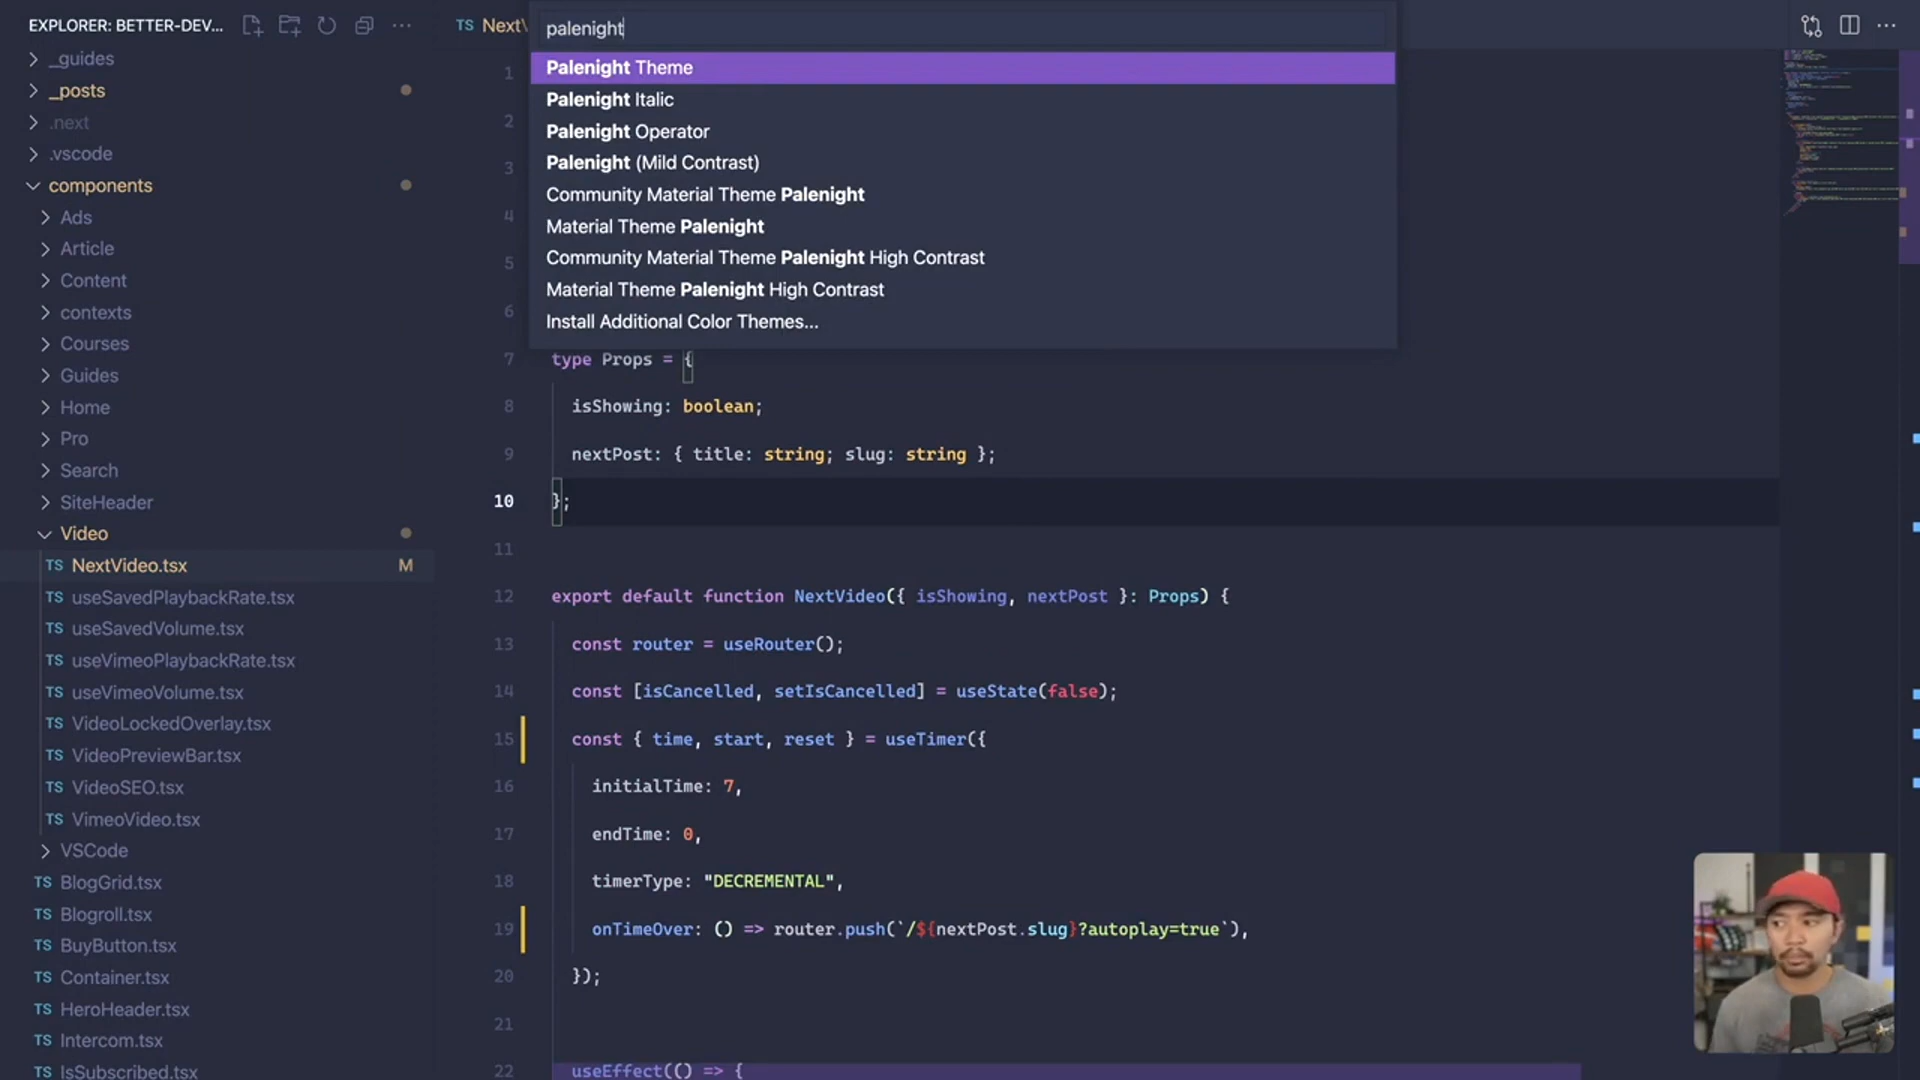 EXPLORER: BETTER-DEV...
_guides
_posts
.next
.vscode
components
Ads
Article
Content
contexts
Courses
Guides
Home
Pro
Search
SiteHeader
Video
TS NextVideo.tsx M
TS useSavedPlaybackRate.tsx
TS useSavedVolume.tsx
TS useVimeoPlaybackRate.tsx
TS useVimeoVolume.tsx
TS VideoLockedOverlay.tsx
TS VideoPreviewBar.tsx
TS VideoSEO.tsx
TS VimeoVideo.tsx
VSCode
TS BlogGrid.tsx
TS Blogroll.tsx
TS BuyButton.tsx
TS Container.tsx
TS HeroHeader.tsx
TS Intercom.tsx
TS IsSubscribed.tsx
TS Next
palenight
Palenight Theme
Palenight Italic
Palenight Operator
Palenight (Mild Contrast)
Community Material Theme Palenight
Material Theme Palenight
Community Material Theme Palenight High Contrast
Material Theme Palenight High Contrast
Install Additional Color Themes...
1
2
3
4
5
6
7 type Props = {
8 isShowing: boolean;
9 nextPost: { title: string; slug: string };
10 };
11
12 export default function NextVideo({ isShowing, nextPost }: Props) {
13 const router = useRouter();
14 const [isCancelled, setIsCancelled] = useState(false);
15 const { time, start, reset } = useTimer({
16 initialTime: 7,
17 endTime: 0,
18 timerType: "DECREMENTAL",
19 onTimeOver: () => router.push(`/${nextPost.slug}?autoplay=true`),
20 });
21
22 useEffect(() => {